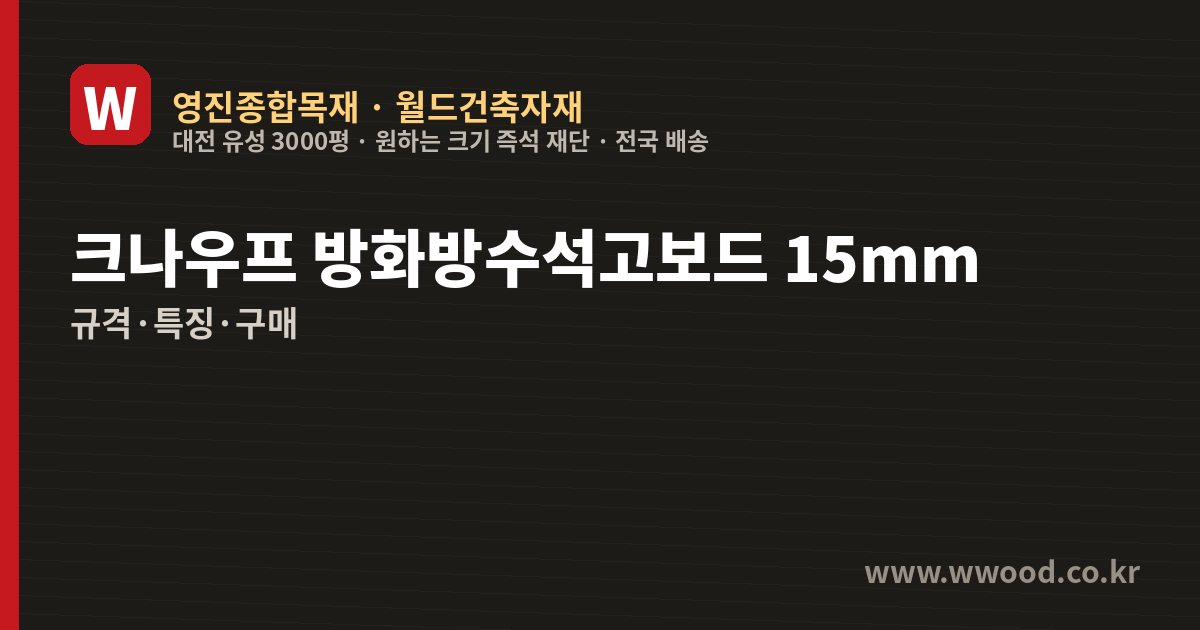 W
영진종합목재 · 월드건축자재
대전 유성 3000평 · 원하는 크기 즉석 재단 · 전국 배송
크나우프 방화방수석고보드 15mm
규격·특징·구매
www.wwood.co.kr